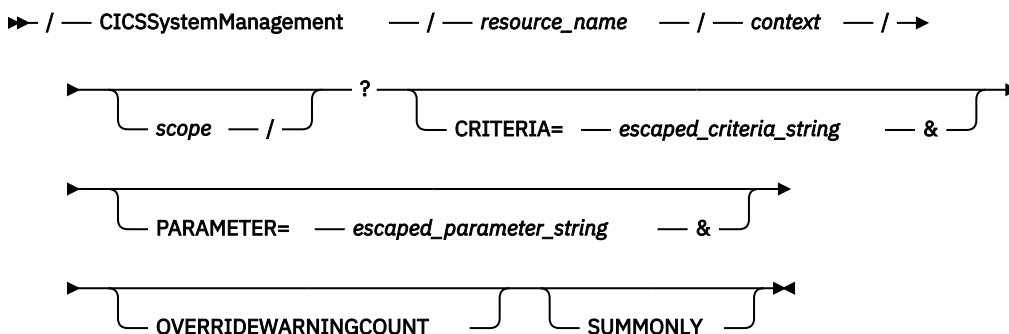 / CICSSystemManagement / resource_name / context /
?
scope / CRITERIA= escaped_criteria_string &
PARAMETER= escaped_parameter_string &
OVERRIDEWARNINGCOUNT SUMMONLY